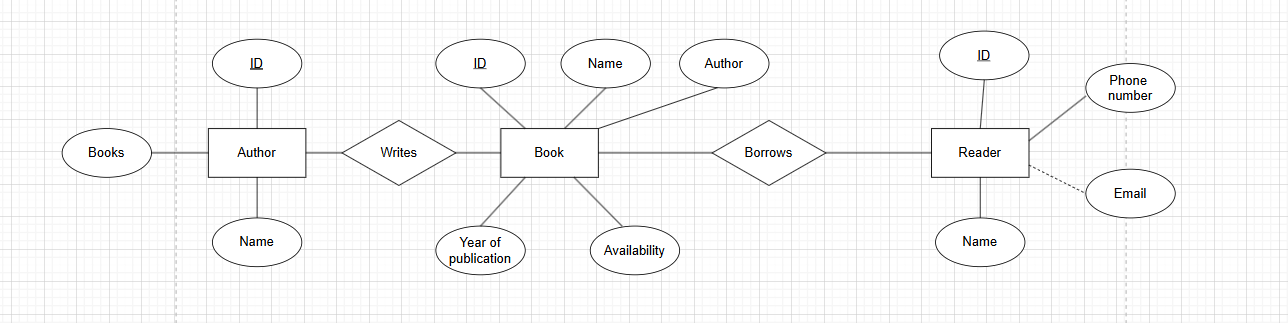 ID
ID
Name
Author
ID
Phone
number
Books
Author
Writes
Book
Borrows
Reader
Email
Name
Year of
publication
Availability
Name